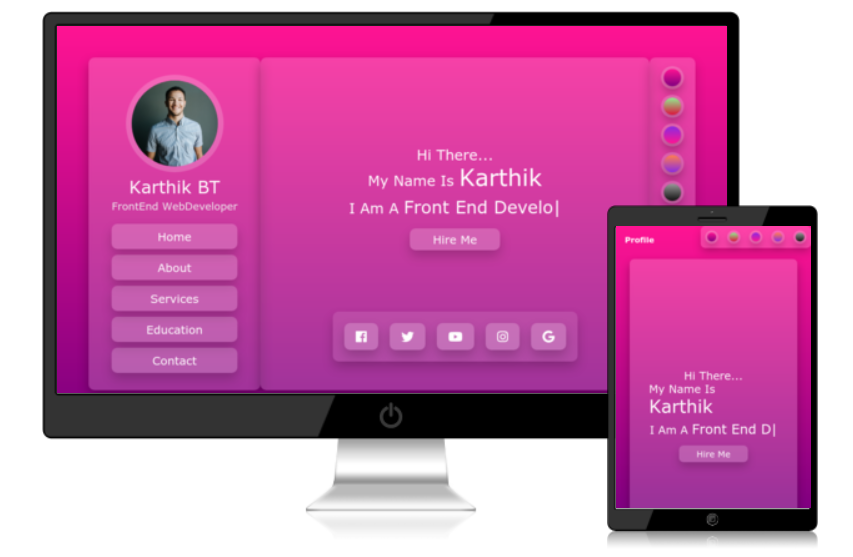 Karthik BT
FrontEnd WebDeveloper
Home
About
Services
Education
Contact
Hi There...
My Name Is Karthik
I Am A Front End Develo|
Hire Me
Profile
Hi There...
My Name Is
Karthik
I Am A Front End D|
Hire Me